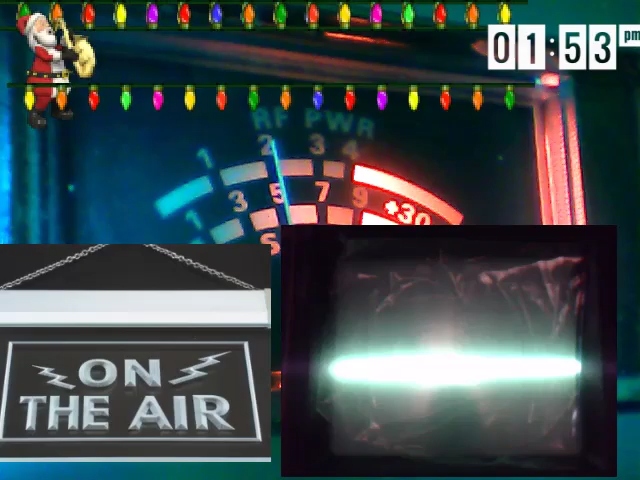 01:53 pm
RF PWR
1 2 3 4
1 3 5 7 9 +30
S
ON
THE AIR